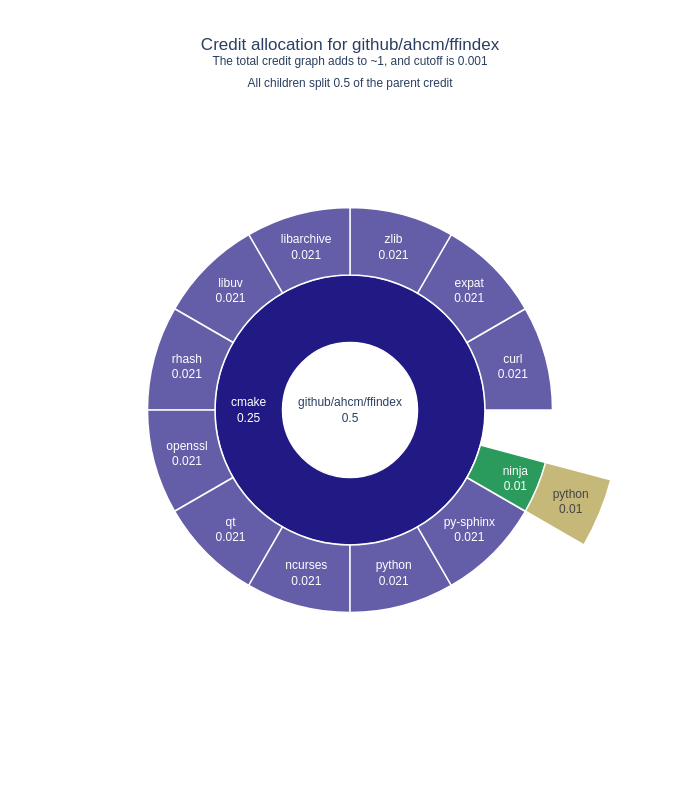 Credit allocation for github/ahcm/ffindex
The total credit graph adds to ~1, and cutoff is 0.001
All children split 0.5 of the parent credit
libarchive
0.021
zlib
0.021
libuv
0.021
expat
0.021
rhash
0.021
curl
0.021
cmake
0.25
github/ahcm/ffindex
0.5
openssl
0.021
ninja
0.01
python
0.01
qt
0.021
py-sphinx
0.021
ncurses
0.021
python
0.021